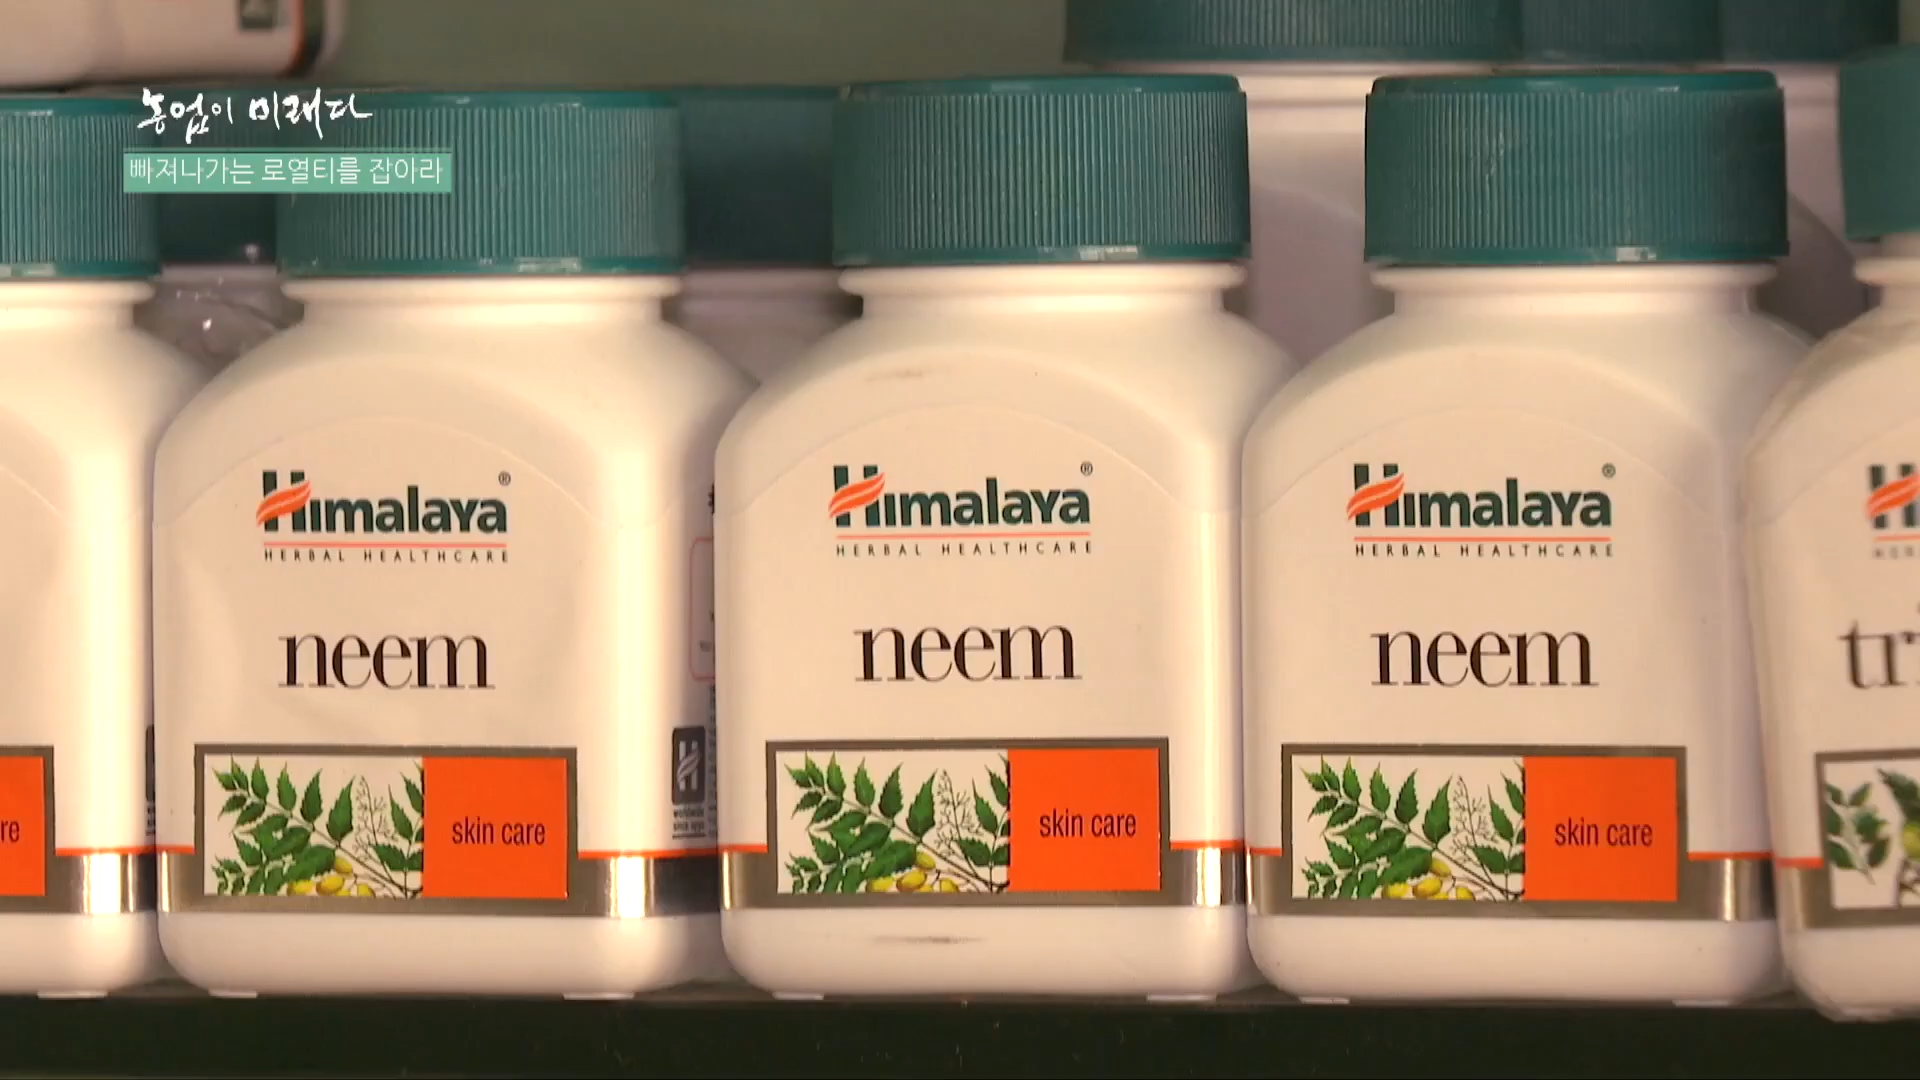 농업이 미래다
빠져나가는 로열티를 잡아라
Himalaya®
HERBAL HEALTHCARE
neem
skin care
Himalaya®
HERBAL HEALTHCARE
neem
skin care
Himalaya®
HERBAL HEALTHCARE
neem
skin care